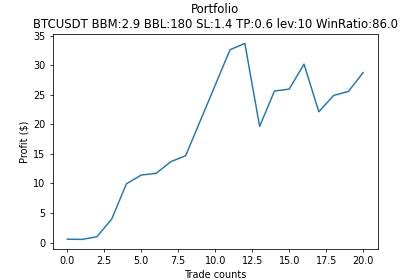 Portfolio
BTCUSDT BBM:2.9 BBL:180 SL:1.4 TP:0.6 lev:10 WinRatio:86.0
35
30
25
20
15
10
5
0
Profit ($)
0.0 2.5 5.0 7.5 10.0 12.5 15.0 17.5 20.0
Trade counts